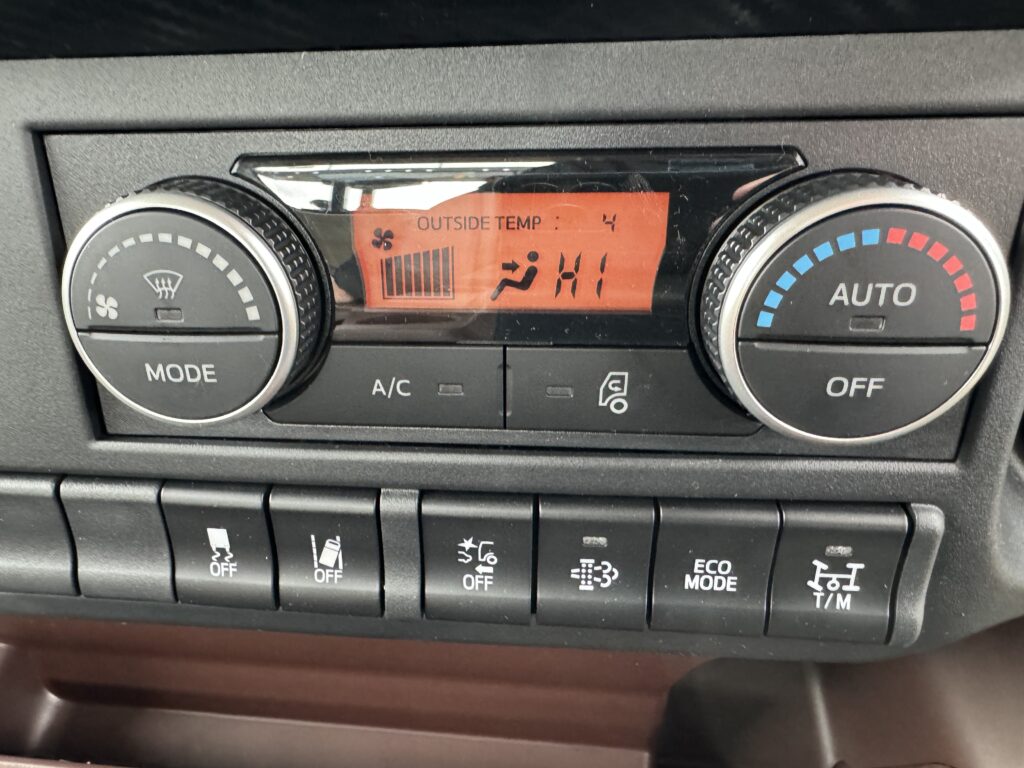 OUTSIDE TEMP : 4
HI
AUTO
OFF
MODE
A/C
OFF
OFF
OFF
ECO
MODE
T/M